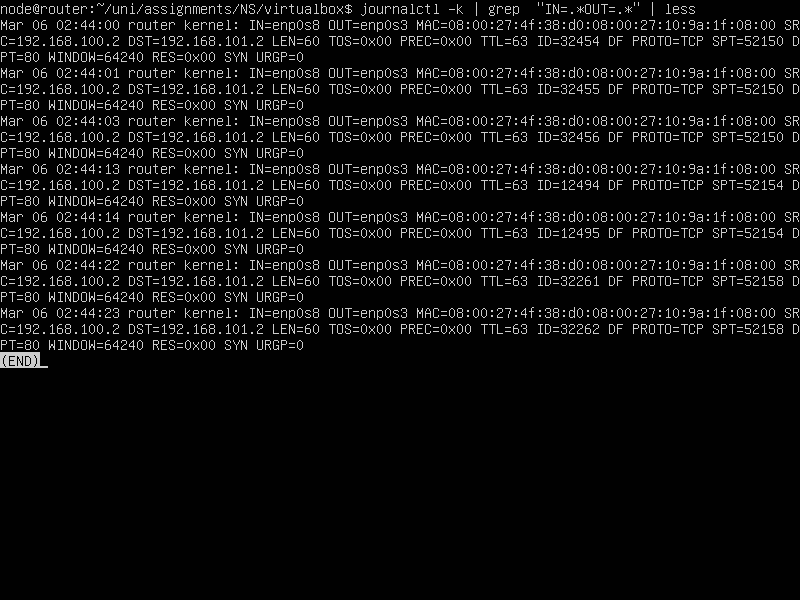 node@router:~/uni/assignments/NS/virtualbox$ journalctl -k | grep  "IN=.*OUT=.*" | less
Mar 06 02:44:00 router kernel: IN=enp0s8 OUT=enp0s3 MAC=08:00:27:4f:38:d0:08:00:27:10:9a:1f:08:00 SR
C=192.168.100.2 DST=192.168.101.2 LEN=60 TOS=0x00 PREC=0x00 TTL=63 ID=32454 DF PROTO=TCP SPT=52150 D
PT=80 WINDOW=64240 RES=0x00 SYN URGP=0
Mar 06 02:44:01 router kernel: IN=enp0s8 OUT=enp0s3 MAC=08:00:27:4f:38:d0:08:00:27:10:9a:1f:08:00 SR
C=192.168.100.2 DST=192.168.101.2 LEN=60 TOS=0x00 PREC=0x00 TTL=63 ID=32455 DF PROTO=TCP SPT=52150 D
PT=80 WINDOW=64240 RES=0x00 SYN URGP=0
Mar 06 02:44:03 router kernel: IN=enp0s8 OUT=enp0s3 MAC=08:00:27:4f:38:d0:08:00:27:10:9a:1f:08:00 SR
C=192.168.100.2 DST=192.168.101.2 LEN=60 TOS=0x00 PREC=0x00 TTL=63 ID=32456 DF PROTO=TCP SPT=52150 D
PT=80 WINDOW=64240 RES=0x00 SYN URGP=0
Mar 06 02:44:13 router kernel: IN=enp0s8 OUT=enp0s3 MAC=08:00:27:4f:38:d0:08:00:27:10:9a:1f:08:00 SR
C=192.168.100.2 DST=192.168.101.2 LEN=60 TOS=0x00 PREC=0x00 TTL=63 ID=12494 DF PROTO=TCP SPT=52154 D
PT=80 WINDOW=64240 RES=0x00 SYN URGP=0
Mar 06 02:44:14 router kernel: IN=enp0s8 OUT=enp0s3 MAC=08:00:27:4f:38:d0:08:00:27:10:9a:1f:08:00 SR
C=192.168.100.2 DST=192.168.101.2 LEN=60 TOS=0x00 PREC=0x00 TTL=63 ID=12495 DF PROTO=TCP SPT=52154 D
PT=80 WINDOW=64240 RES=0x00 SYN URGP=0
Mar 06 02:44:22 router kernel: IN=enp0s8 OUT=enp0s3 MAC=08:00:27:4f:38:d0:08:00:27:10:9a:1f:08:00 SR
C=192.168.100.2 DST=192.168.101.2 LEN=60 TOS=0x00 PREC=0x00 TTL=63 ID=32261 DF PROTO=TCP SPT=52158 D
PT=80 WINDOW=64240 RES=0x00 SYN URGP=0
Mar 06 02:44:23 router kernel: IN=enp0s8 OUT=enp0s3 MAC=08:00:27:4f:38:d0:08:00:27:10:9a:1f:08:00 SR
C=192.168.100.2 DST=192.168.101.2 LEN=60 TOS=0x00 PREC=0x00 TTL=63 ID=32262 DF PROTO=TCP SPT=52158 D
PT=80 WINDOW=64240 RES=0x00 SYN URGP=0
(END)